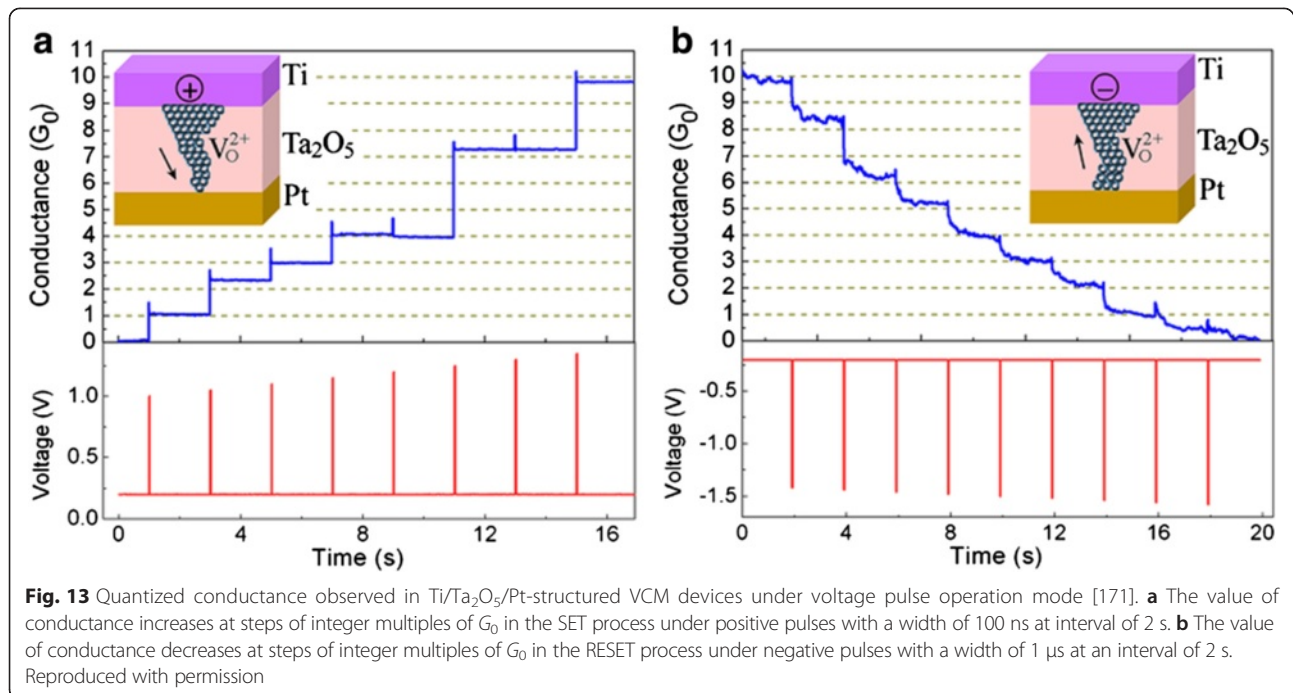 a
11
10
9
8
7
6
5
4
3
2
1
0
Conductance (G₀)
+
Ti
V_O^2+
Ta₂O₅
Pt
1.0
0.5
0.0
Voltage (V)
0
4
8
12
16
Time (s)
b
11
10
9
8
7
6
5
4
3
2
1
0
Conductance (G₀)
−
Ti
V_O^2+
Ta₂O₅
Pt
-0.5
-1.0
-1.5
Voltage (V)
0
4
8
12
16
20
Time (s)
Fig. 13 Quantized conductance observed in Ti/Ta₂O₅/Pt-structured VCM devices under voltage pulse operation mode [171]. a The value of
conductance increases at steps of integer multiples of G₀ in the SET process under positive pulses with a width of 100 ns at interval of 2 s. b The value
of conductance decreases at steps of integer multiples of G₀ in the RESET process under negative pulses with a width of 1 μs at an interval of 2 s.
Reproduced with permission